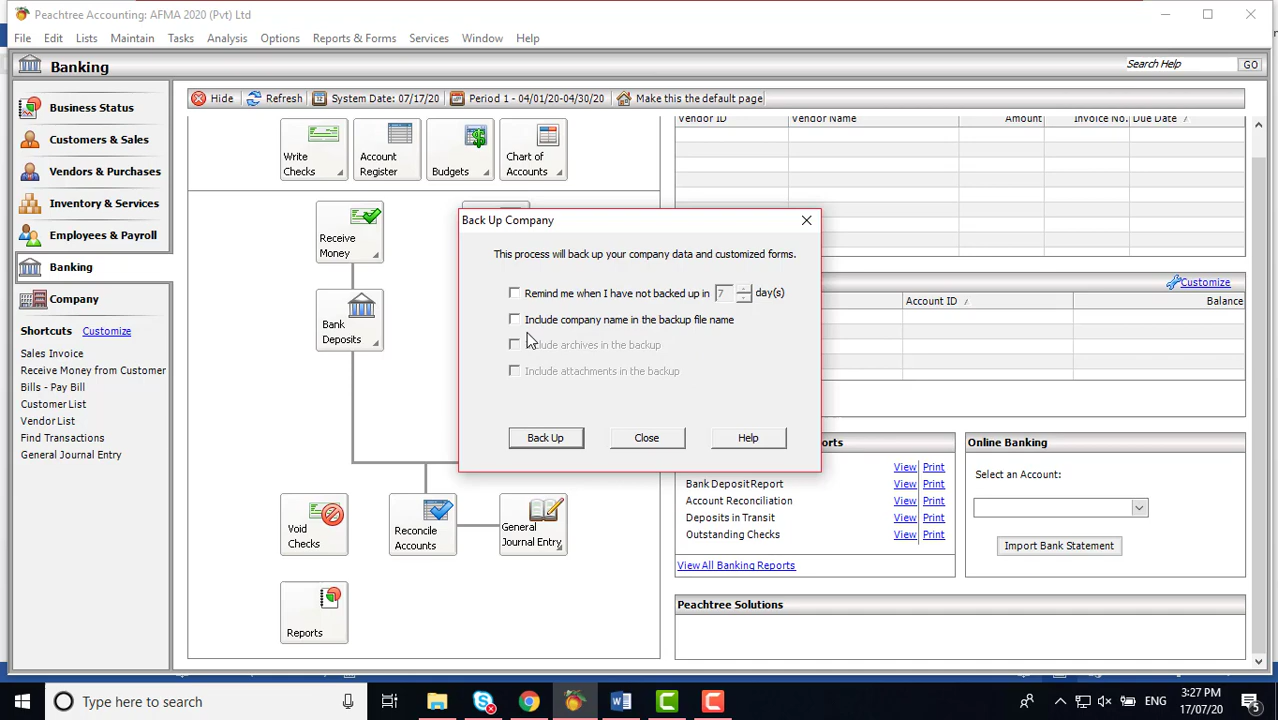 Peachtree Accounting: AFMA 2020 (Pvt) Ltd
File Edit Lists Maintain Tasks Analysis Options Reports & Forms Services Window Help
Banking
Search Help
GO
Business Status
Customers & Sales
Vendors & Purchases
Inventory & Services
Employees & Payroll
Banking
Company
Shortcuts Customize
Sales Invoice
Receive Money from Customer
Bills - Pay Bill
Customer List
Vendor List
Find Transactions
General Journal Entry
Hide Refresh System Date: 07/17/20 Period 1 - 04/01/20-04/30/20 Make this the default page
Write Checks
Account Register
Budgets
Chart of Accounts
Receive Money
Bank Deposits
Void Checks
Reconcile Accounts
General Journal Entry
Reports
Back Up Company
This process will back up your company data and customized forms.
Remind me when I have not backed up in 7 day(s)
Include company name in the backup file name
Include archives in the backup
Include attachments in the backup
Back Up Close Help
Vendor ID Vendor Name Amount Invoice No. Due Date
Customize
Account ID Balance
View Print
Bank Deposit Report View Print
Account Reconciliation View Print
Deposits in Transit View Print
Outstanding Checks View Print
View All Banking Reports
Online Banking
Select an Account:
Import Bank Statement
Peachtree Solutions
Type here to search
ENG
3:27 PM
17/07/20
5